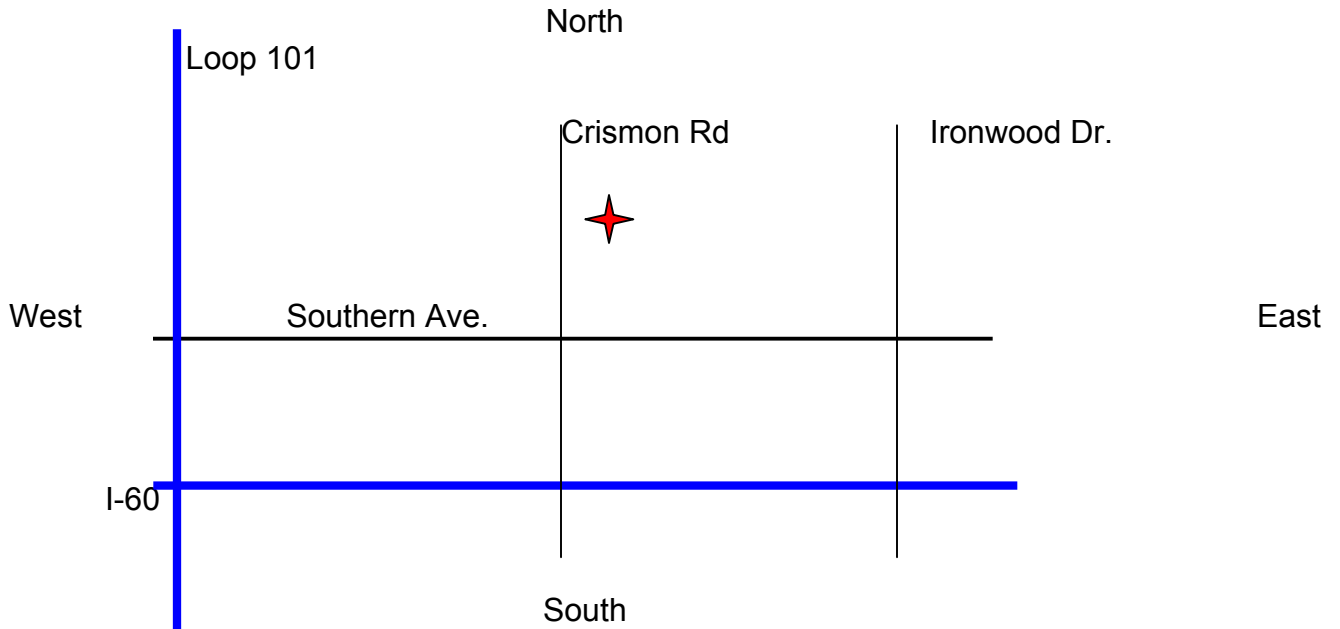 North
Loop 101
Crismon Rd
Ironwood Dr.
West
Southern Ave.
East
I-60
South